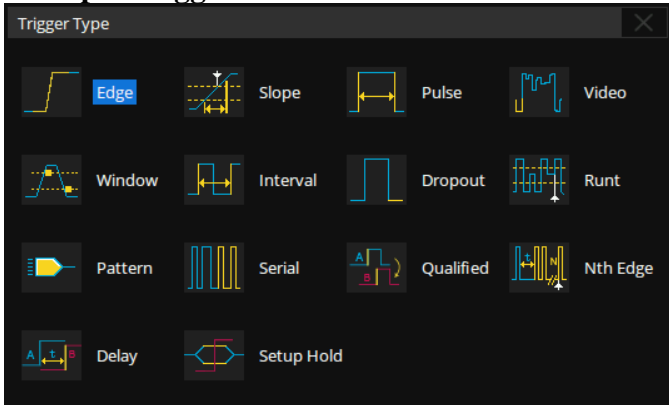 Trigger Type
Edge Slope Pulse Video
Window Interval Dropout Runt
Pattern Serial A B Qualified t N Nth Edge
A t B Delay Setup Hold